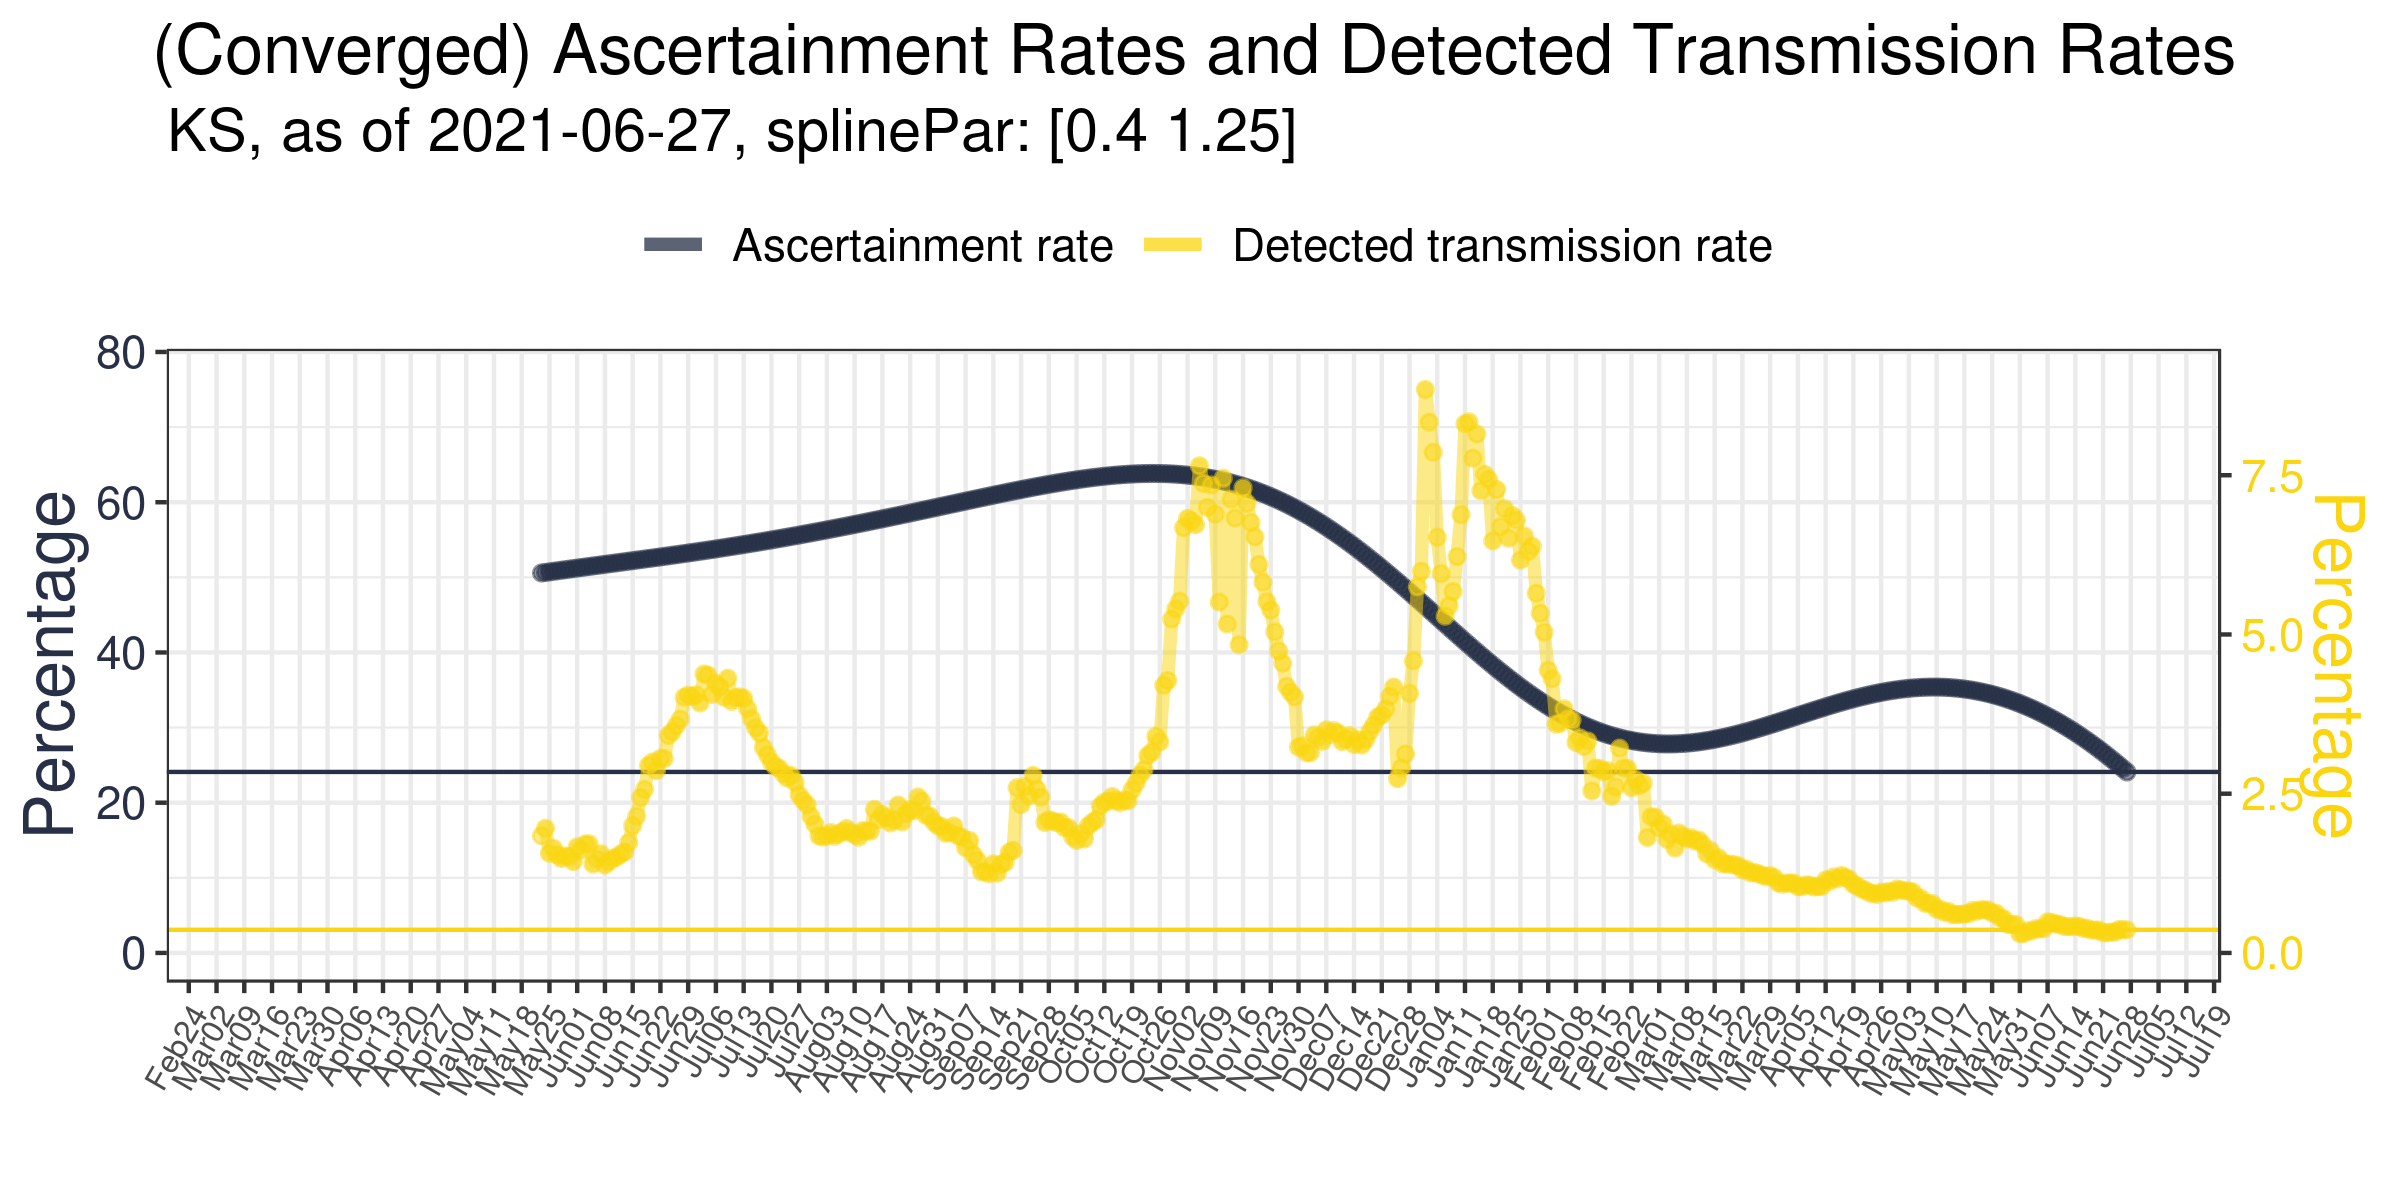 (Converged) Ascertainment Rates and Detected Transmission Rates
KS, as of 2021-06-27, splinePar: [0.4 1.25]
Ascertainment rate
Detected transmission rate
Percentage
80
60
40
20
0
7.5
5.0
2.5
0.0
Percentage
Feb24
Mar02
Mar09
Mar16
Mar23
Mar30
Apr06
Apr13
Apr20
Apr27
May04
May11
May18
May25
Jun01
Jun08
Jun15
Jun22
Jun29
Jul06
Jul13
Jul20
Jul27
Aug03
Aug10
Aug17
Aug24
Aug31
Sep07
Sep14
Sep21
Sep28
Oct05
Oct12
Oct19
Oct26
Nov02
Nov09
Nov16
Nov23
Nov30
Dec07
Dec14
Dec21
Dec28
Jan04
Jan11
Jan18
Jan25
Feb01
Feb08
Feb15
Feb22
Mar01
Mar08
Mar15
Mar22
Mar29
Apr05
Apr12
Apr19
Apr26
May03
May10
May17
May24
May31
Jun07
Jun14
Jun21
Jun28
Jul05
Jul12
Jul19